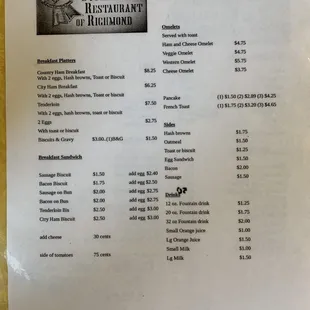 RESTAURANT
OF RICHMOND
Breakfast Platters
Country Ham Breakfast $8.25
With 2 eggs, Hash browns, Toast or Biscuit
City Ham Breakfast $6.25
With 2 eggs, Hash browns, Toast or Biscuit
Tenderloin $7.50
With 2 eggs, hash browns, toast or biscuit
2 Eggs $2.75
With toast or biscuit
Biscuits & Gravy $3.00..(1)B&G $1.50
Breakfast Sandwich
Sausage Biscuit $1.50 add egg $2.40
Bacon Biscuit $1.75 add egg $2.50
Sausage on Bun $2.00 add egg $2.75
Bacon on Bun $2.00 add egg $2.75
Tenderloin Bis $2.50 add egg $3.00
City Ham Biscuit $2.50 add egg $3.00
add cheese 30 cents
side of tomatoes 75 cents
Omelets
Served with toast
Ham and Cheese Omelet $4.75
Veggie Omelet $4.75
Western Omelet $5.75
Cheese Omelet $3.75
Pancake (1) $1.50 (2) $2.89 (3) $4.25
French Toast (1) $1.75 (2) $3.20 (3) $4.65
Sides
Hash browns $1.75
Oatmeal $1.50
Toast or biscuit $1.25
Egg Sandwich $1.50
Bacon $2.00
Sausage $1.50
Drinks
12 oz. Fountain drink $1.25
20 oz. Fountain drink $1.75
32 oz Fountain drink $2.00
Small Orange juice $1.00
Lg Orange Juice $1.50
Small Milk $1.00
Lg Milk $1.50